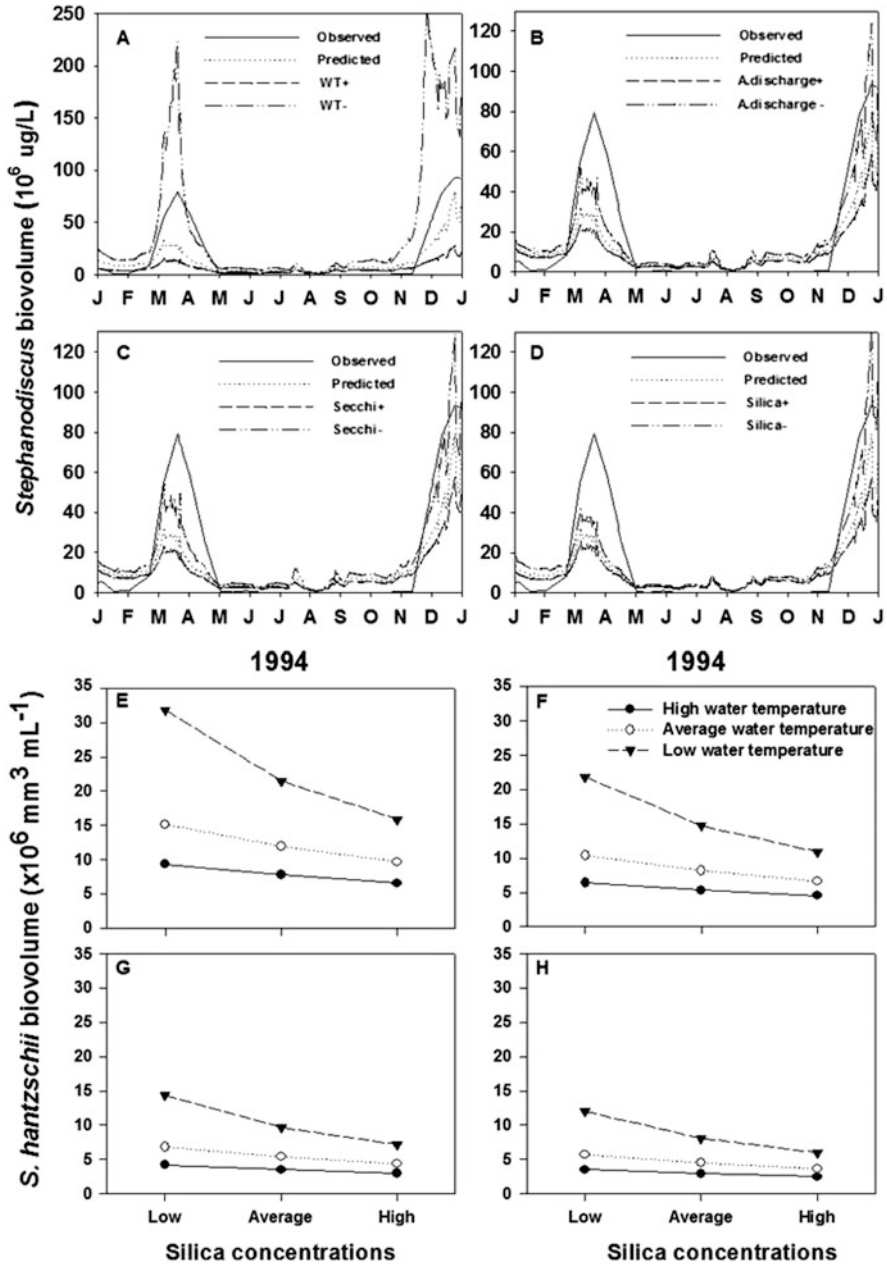 Stephanodiscus biovolume (10⁶ ug/L)
A
Observed
Predicted
WT+
WT-
250
200
150
100
50
0
J F M A M J J A S O N D J
B
Observed
Predicted
A.discharge+
A.discharge -
120
100
80
60
40
20
0
J F M A M J J A S O N D J
C
Observed
Predicted
Secchi+
Secchi-
120
100
80
60
40
20
0
J F M A M J J A S O N D J
1994
D
Observed
Predicted
Silica+
Silica-
120
100
80
60
40
20
0
J F M A M J J A S O N D J
1994
S. hantzschii biovolume (x10⁶ mm³ mL⁻¹)
E
35
30
25
20
15
10
5
0
F
High water temperature
Average water temperature
Low water temperature
35
30
25
20
15
10
5
0
G
35
30
25
20
15
10
5
0
Low Average High
Silica concentrations
H
35
30
25
20
15
10
5
0
Low Average High
Silica concentrations